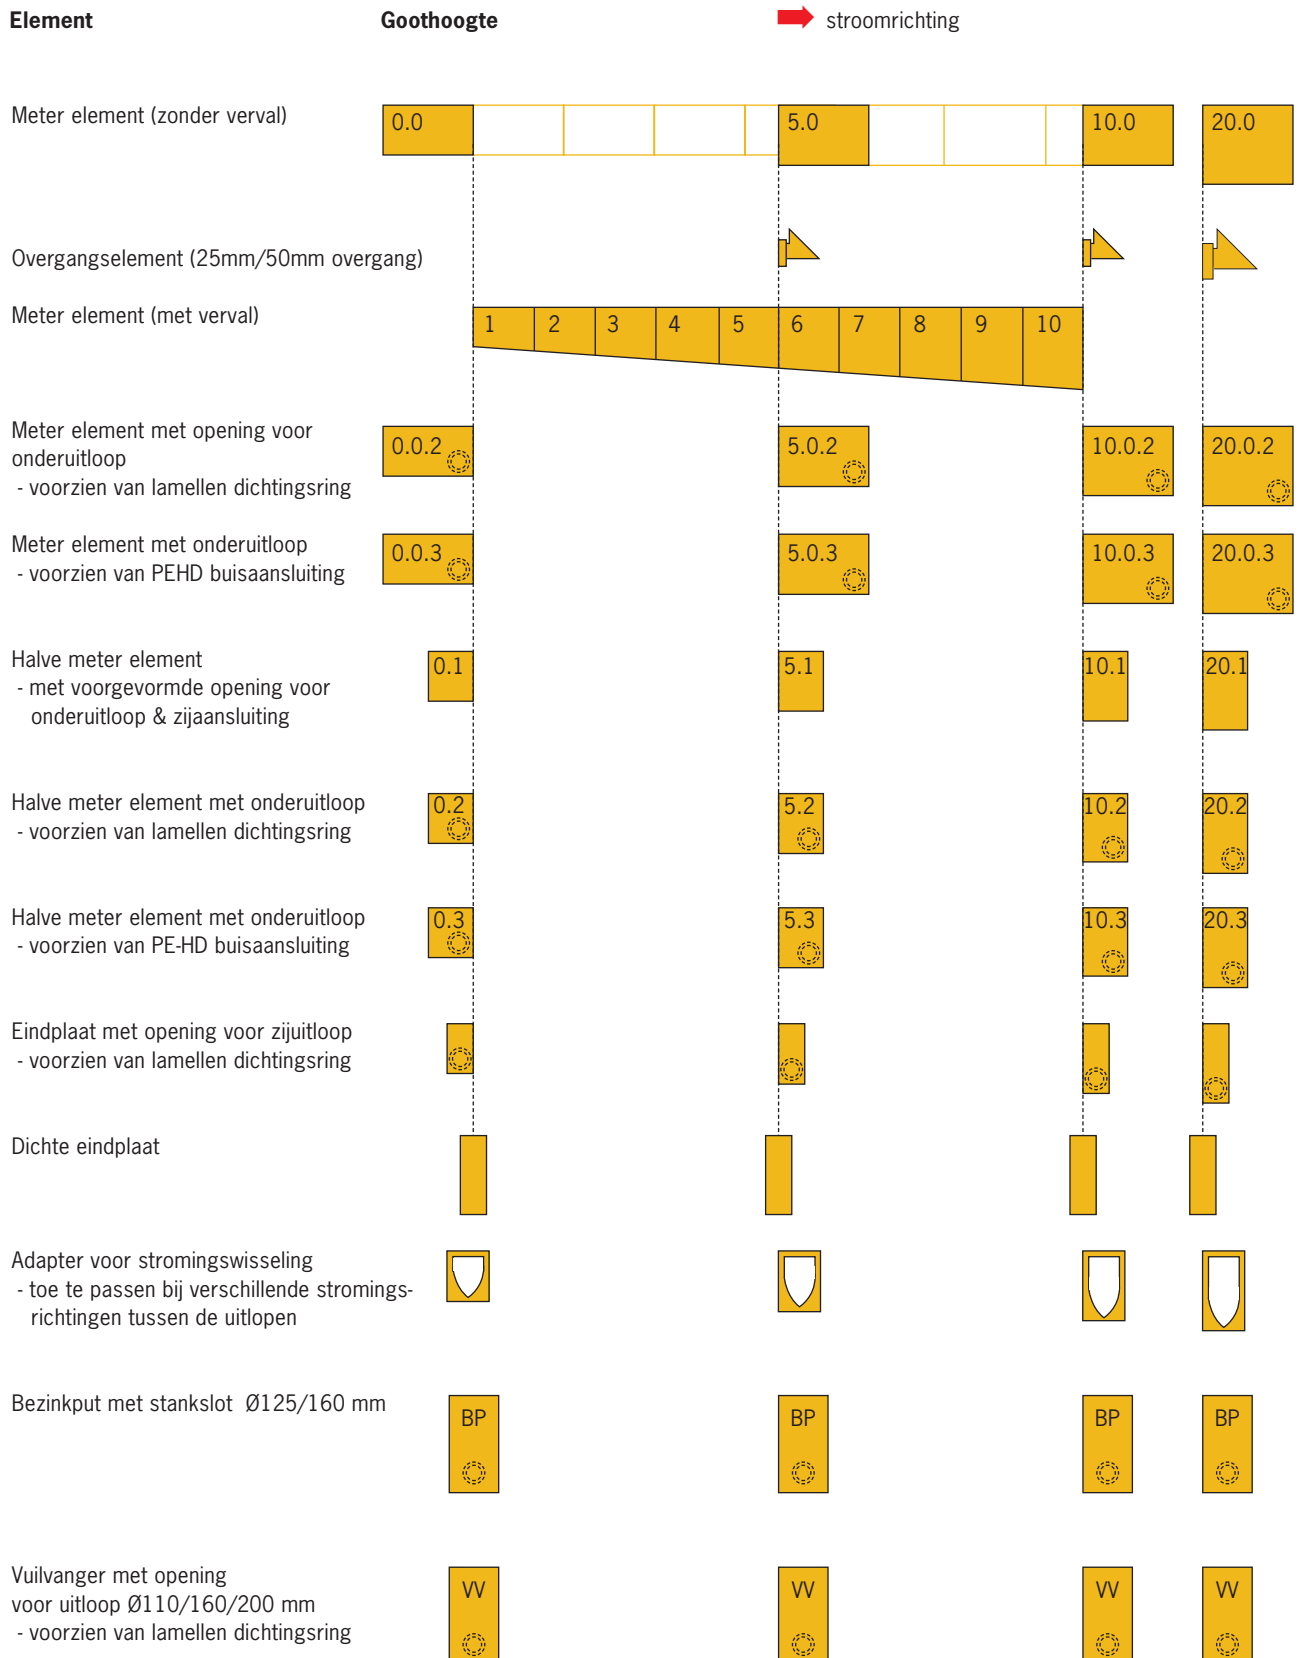 Element Goothoogte stroomrichting
Meter element (zonder verval) 0.0 5.0 10.0 20.0
Overgangselement (25mm/50mm overgang)
Meter element (met verval) 1 2 3 4 5 6 7 8 9 10
Meter element met opening voor
onderuitloop 0.0.2 5.0.2 10.0.2 20.0.2
- voorzien van lamellen dichtingsring
Meter element met onderuitloop 0.0.3 5.0.3 10.0.3 20.0.3
- voorzien van PEHD buisaansluiting
Halve meter element 0.1 5.1 10.1 20.1
- met voorgevormde opening voor
onderuitloop & zijaansluiting
Halve meter element met onderuitloop 0.2 5.2 10.2 20.2
- voorzien van lamellen dichtingsring
Halve meter element met onderuitloop 0.3 5.3 10.3 20.3
- voorzien van PE-HD buisaansluiting
Eindplaat met opening voor zijuitloop
- voorzien van lamellen dichtingsring
Dichte eindplaat
Adapter voor stromingswisseling
- toe te passen bij verschillende stromings-
richtingen tussen de uitlopen
Bezinkput met stankslot Ø125/160 mm BP BP BP BP
Vuilvanger met opening VV VV VV VV
voor uitloop Ø110/160/200 mm
- voorzien van lamellen dichtingsring